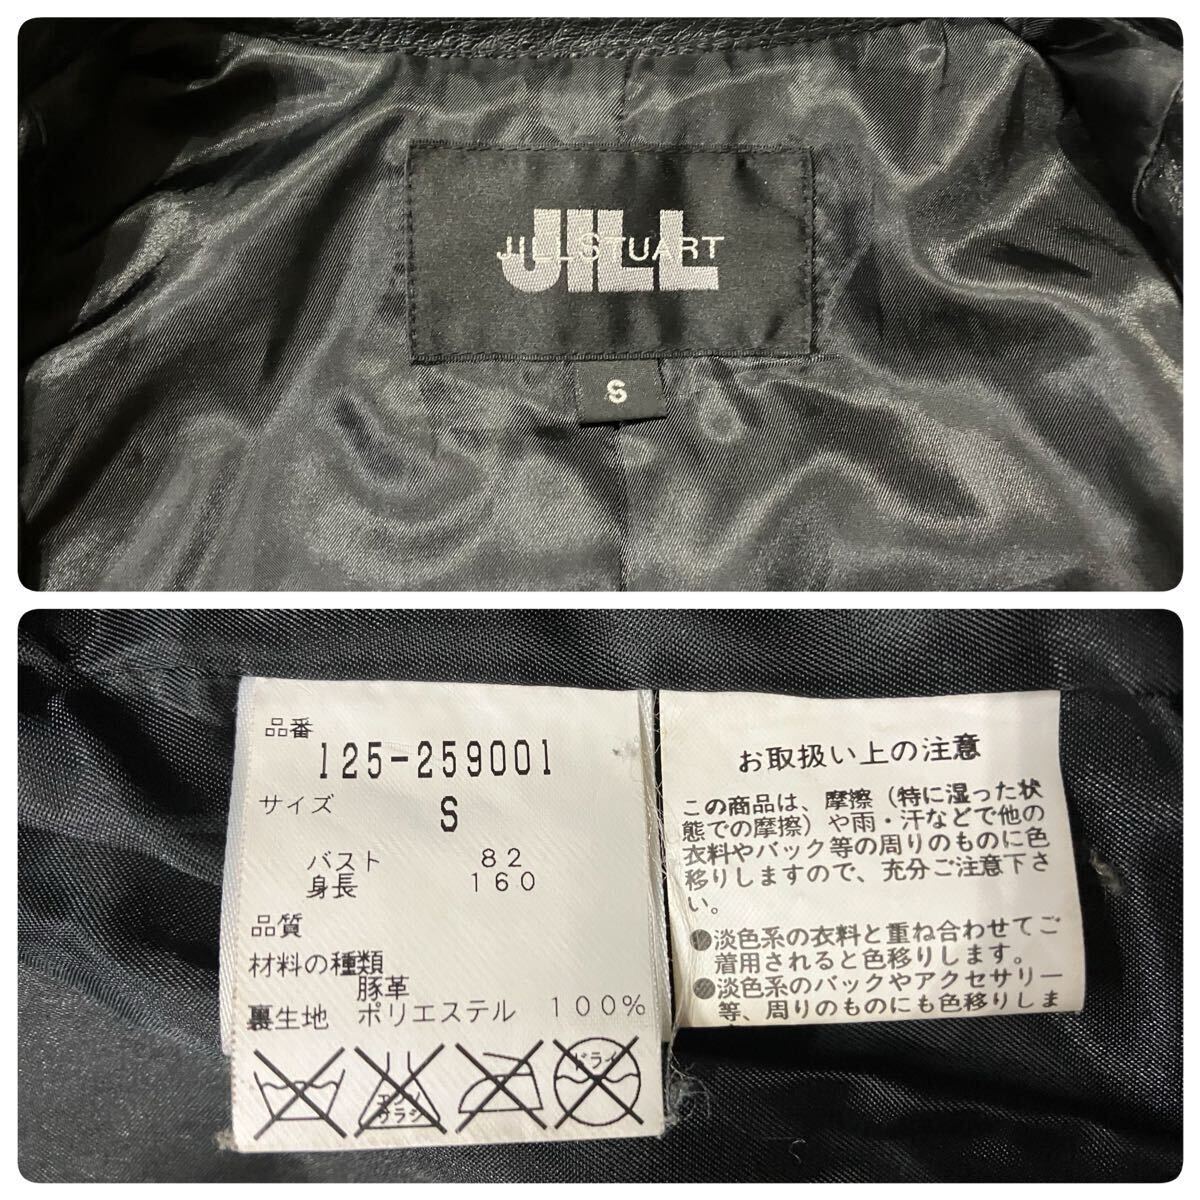 JILL
JILLSTUART
S
品番
125-259001
サイズ S
バスト 82
身長 160
品質
材料の種類
豚革
裏生地 ポリエステル 100%
エンソ
サラシ
ドライ
お取扱い上の注意
この商品は、摩擦(特に湿った状
態での摩擦)や雨・汗などで他の
衣料やバック等の周りのものに色
移りしますので、充分ご注意下さ
い。
●淡色系の衣料と重ね合わせてご
着用されると色移りします。
●淡色系のバックやアクセサリー
等、周りのものにも色移りしま